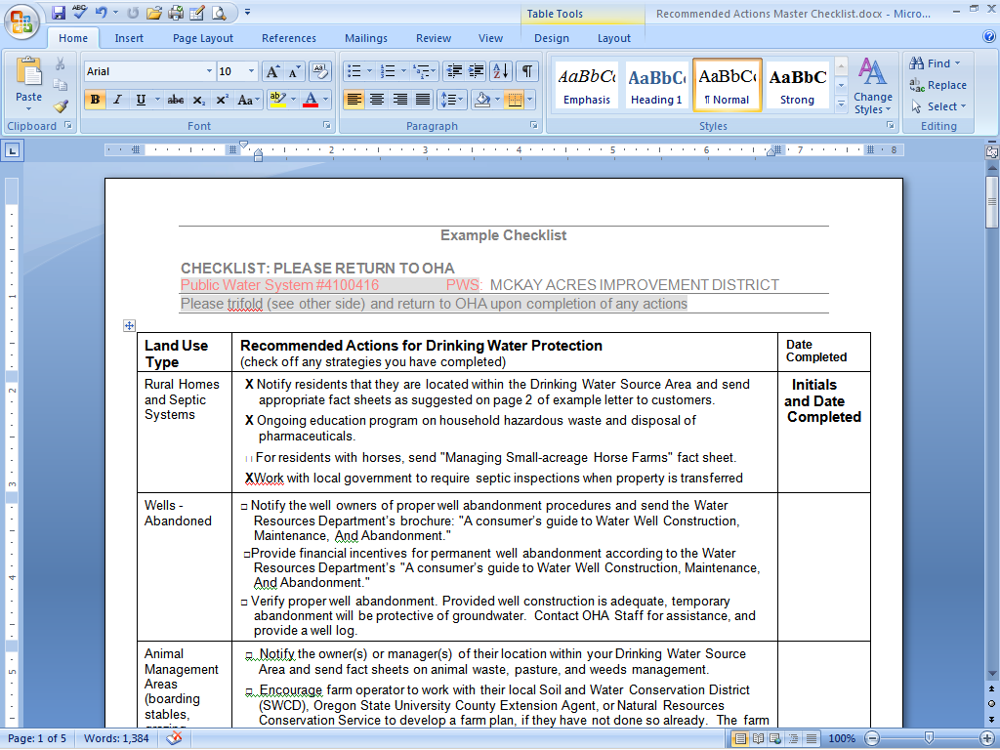 Table Tools
Recommended Actions Master Checklist.docx - Micro...
Home Insert Page Layout References Mailings Review View Design Layout
Paste
Clipboard
Arial 10
B I U abc X₂ X² Aa ab A
Font
Paragraph
AaBbCc AaBbCc AaBbCc AaBbC
Emphasis Heading 1 ¶ Normal Strong
Change Styles
Styles
Find
Replace
Select
Editing
1 2 3 4 5 6 7 8
Example Checklist
CHECKLIST: PLEASE RETURN TO OHA
Public Water System #4100416 PWS: MCKAY ACRES IMPROVEMENT DISTRICT
Please trifold (see other side) and return to OHA upon completion of any actions
Land Use Type
Recommended Actions for Drinking Water Protection
(check off any strategies you have completed)
Date Completed
Rural Homes and Septic Systems
X Notify residents that they are located within the Drinking Water Source Area and send
appropriate fact sheets as suggested on page 2 of example letter to customers.
X Ongoing education program on household hazardous waste and disposal of
pharmaceuticals.
For residents with horses, send "Managing Small-acreage Horse Farms" fact sheet.
XWork with local government to require septic inspections when property is transferred
Initials and Date Completed
Wells - Abandoned
□ Notify the well owners of proper well abandonment procedures and send the Water
Resources Department's brochure: "A consumer's guide to Water Well Construction,
Maintenance, And Abandonment."
□Provide financial incentives for permanent well abandonment according to the Water
Resources Department's "A consumer's guide to Water Well Construction, Maintenance,
And Abandonment."
□ Verify proper well abandonment. Provided well construction is adequate, temporary
abandonment will be protective of groundwater. Contact OHA Staff for assistance, and
provide a well log.
Animal Management Areas (boarding stables,
□ Notify the owner(s) or manager(s) of their location within your Drinking Water Source
Area and send fact sheets on animal waste, pasture, and weeds management.
□ Encourage farm operator to work with their local Soil and Water Conservation District
(SWCD), Oregon State University County Extension Agent, or Natural Resources
Conservation Service to develop a farm plan, if they have not done so already. The farm
Page: 1 of 5 Words: 1,384 100%